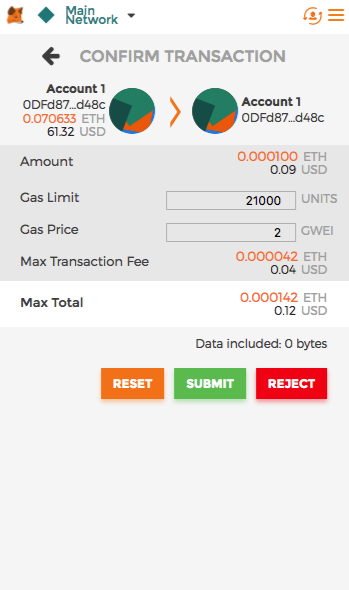 Main
Network
CONFIRM TRANSACTION
Account 1
0DFd87...d48c
0.070633 ETH
61.32 USD
Account 1
0DFd87...d48c
Amount
0.000100 ETH
0.09 USD
Gas Limit
21000 UNITS
Gas Price
2 GWEI
Max Transaction Fee
0.000042 ETH
0.04 USD
Max Total
0.000142 ETH
0.12 USD
Data included: 0 bytes
RESET SUBMIT REJECT